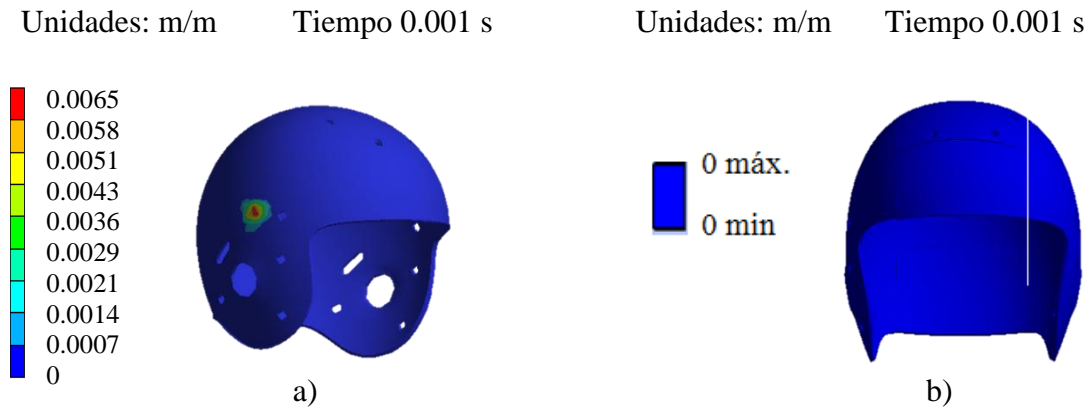 Unidades: m/m Tiempo 0.001 s
Unidades: m/m Tiempo 0.001 s
0.0065
0.0058
0.0051
0.0043
0.0036
0.0029
0.0021
0.0014
0.0007
0
0 máx.
0 min
a)
b)